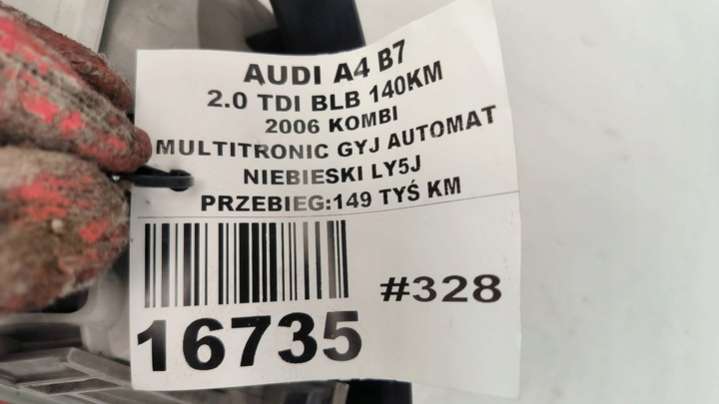 AUDI A4 B7
2.0 TDI BLB 140KM
2006 KOMBI
MULTITRONIC GYJ AUTOMAT
NIEBIESKI LY5J
PRZEBIEG:149 TYŚ KM
#328
16735